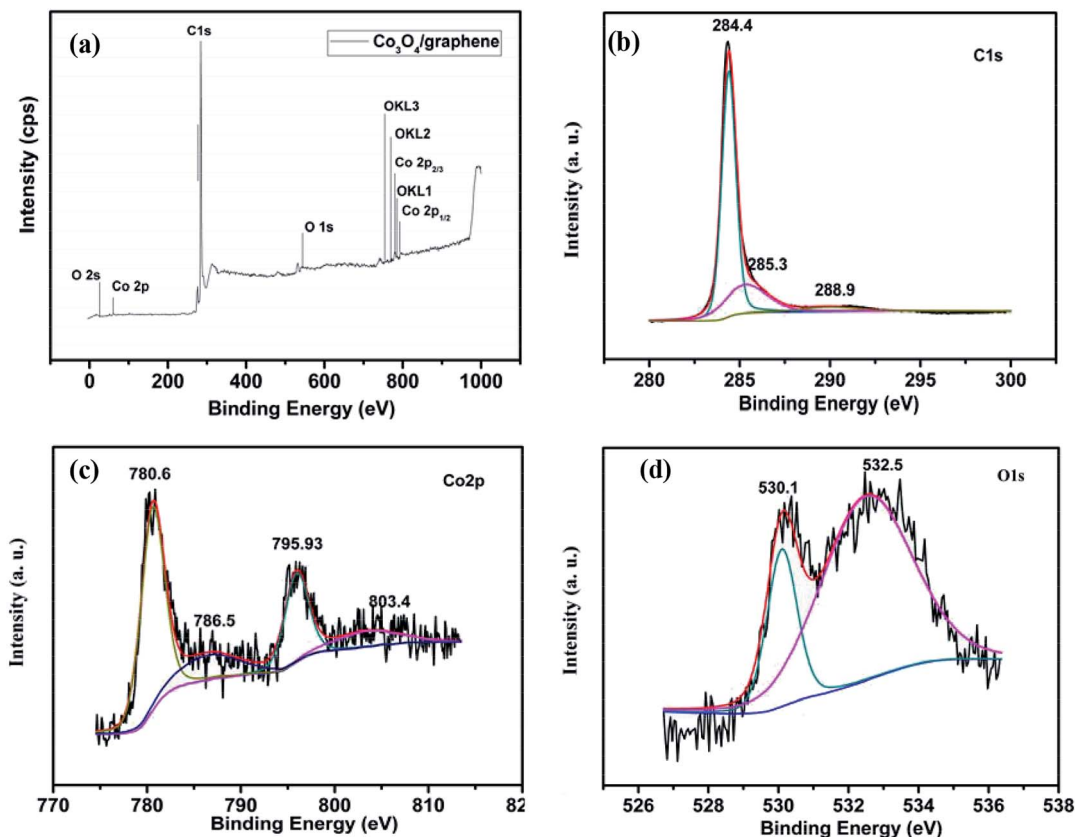 (a)
C1s
Co₃O₄/graphene
OKL3
OKL2
Co 2p₂/₃
OKL1
Co 2p₁/₂
O 1s
O 2s
Co 2p
Intensity (cps)
0 200 400 600 800 1000
Binding Energy (eV)
(b)
284.4
C1s
285.3
288.9
Intensity (a. u.)
280 285 290 295 300
Binding Energy (eV)
(c)
780.6
Co2p
795.93
786.5
803.4
Intensity (a. u.)
770 780 790 800 810 82
Binding Energy (eV)
(d)
532.5
O1s
530.1
Intensity (a. u.)
526 528 530 532 534 536 538
Binding Energy (eV)